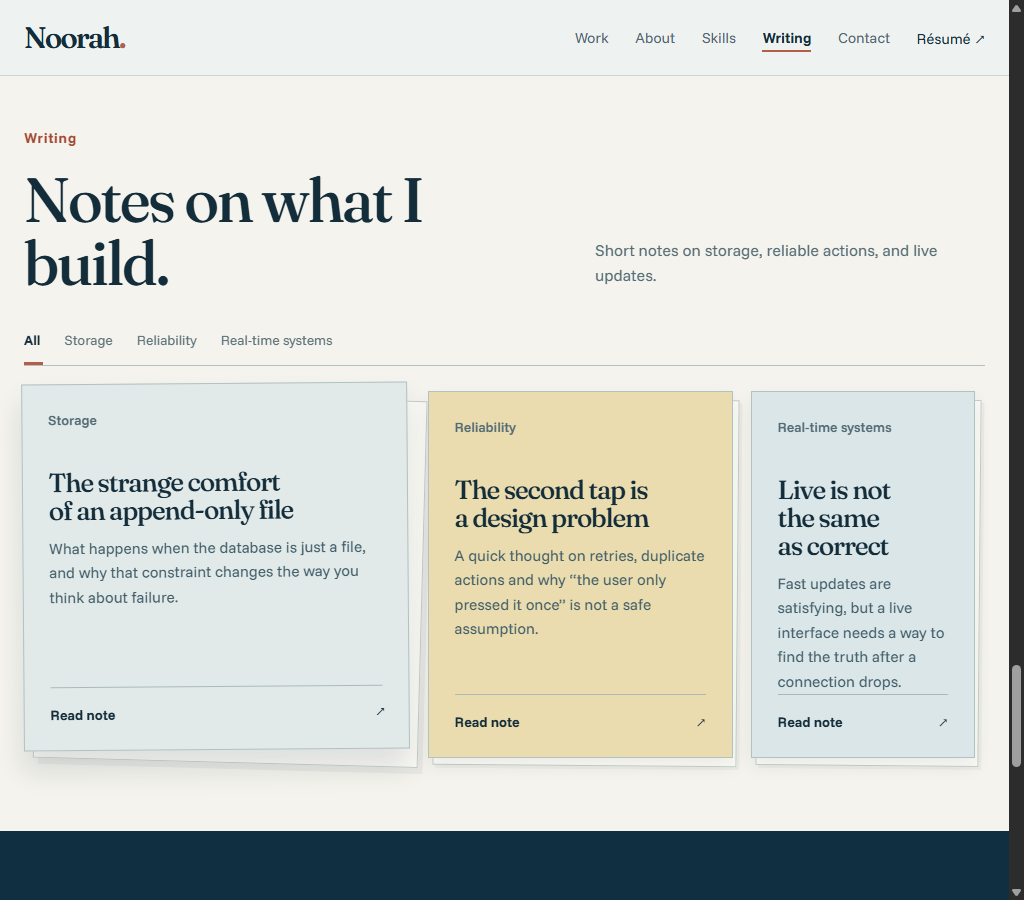 Noorah.
Work
About
Skills
Writing
Contact
Résumé ↗
Writing
Notes on what I
build.
Short notes on storage, reliable actions, and live
updates.
All
Storage
Reliability
Real-time systems
Storage
The strange comfort
of an append-only file
What happens when the database is just a file,
and why that constraint changes the way you
think about failure.
Read note ↗
Reliability
The second tap is
a design problem
A quick thought on retries, duplicate
actions and why “the user only
pressed it once” is not a safe
assumption.
Read note ↗
Real-time systems
Live is not
the same
as correct
Fast updates are
satisfying, but a live
interface needs a way to
find the truth after a
connection drops.
Read note ↗